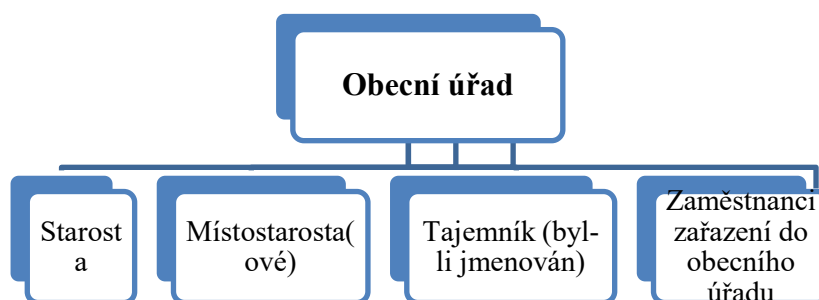 Obecní úřad
Starost
a
Místostarosta(
ové)
Tajemník (byl-
li jmenován)
Zaměstnanci
zařazení do
obecního
úřadu